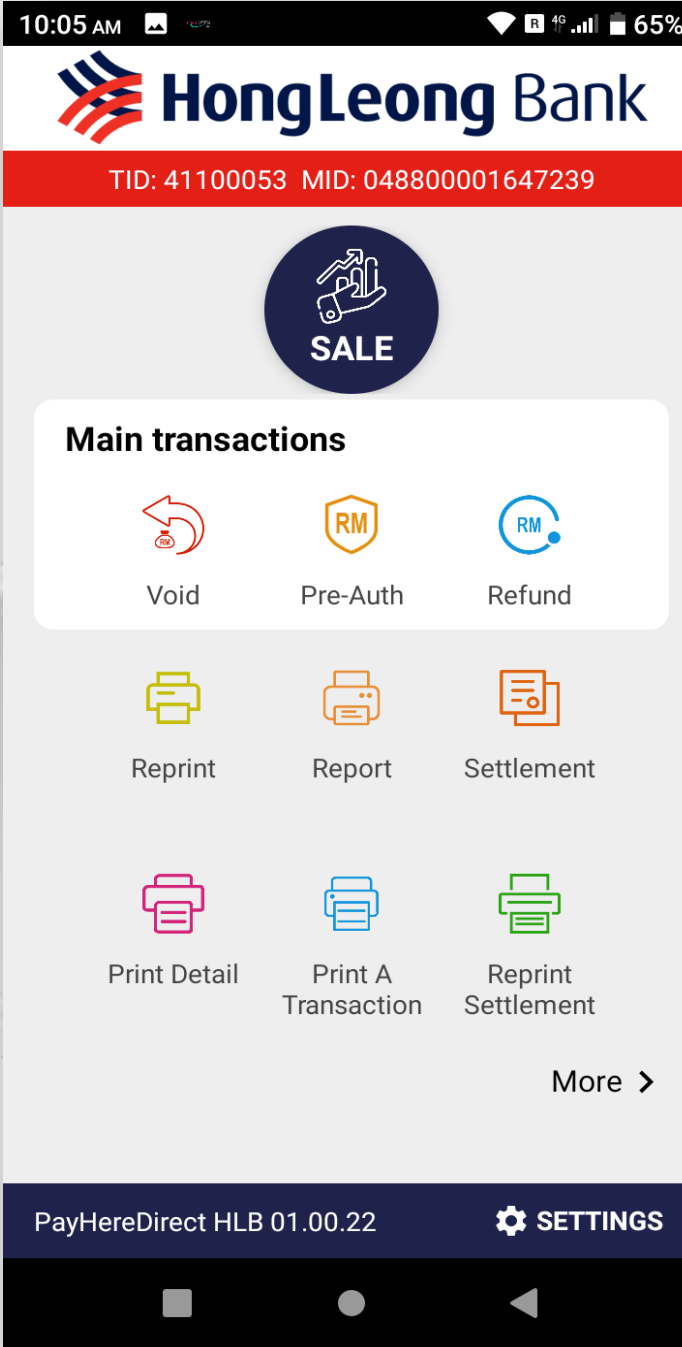 10:05 AM R 4G 65%
HongLeong Bank
TID: 41100053 MID: 048800001647239
SALE
Main transactions
RM RM RM
Void Pre-Auth Refund
Reprint Report Settlement
Print Detail Print A Reprint
Transaction Settlement
More
PayHereDirect HLB 01.00.22 SETTINGS